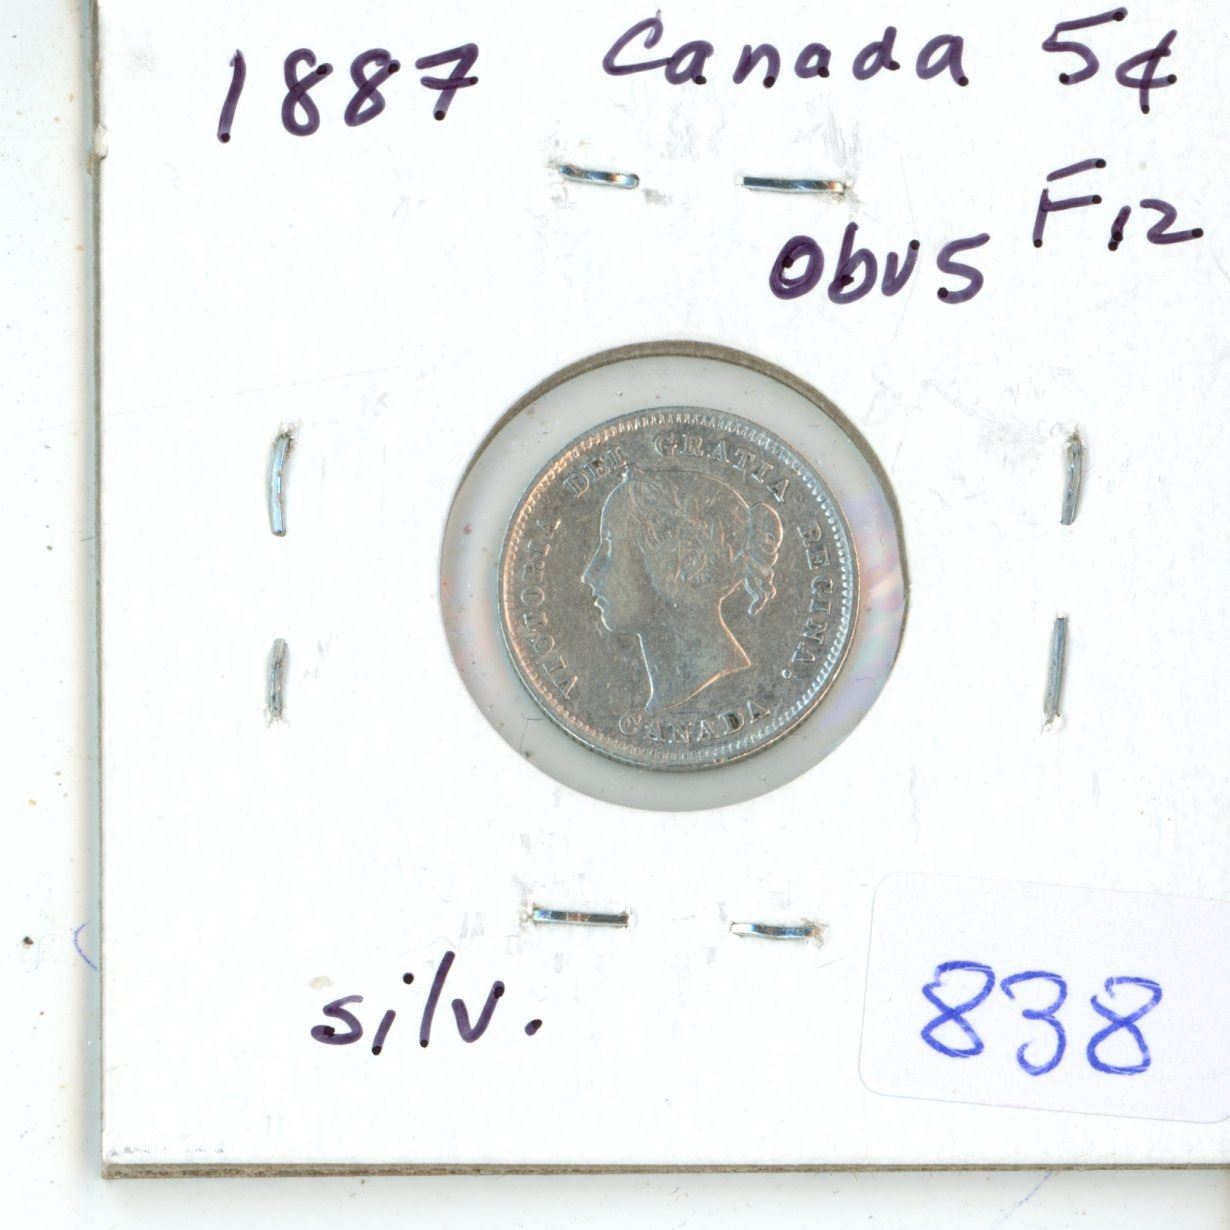 1887 Canada 5¢
F12
Obv5
VICTORIA DEI GRATIA REGINA.
CANADA
silv.
838